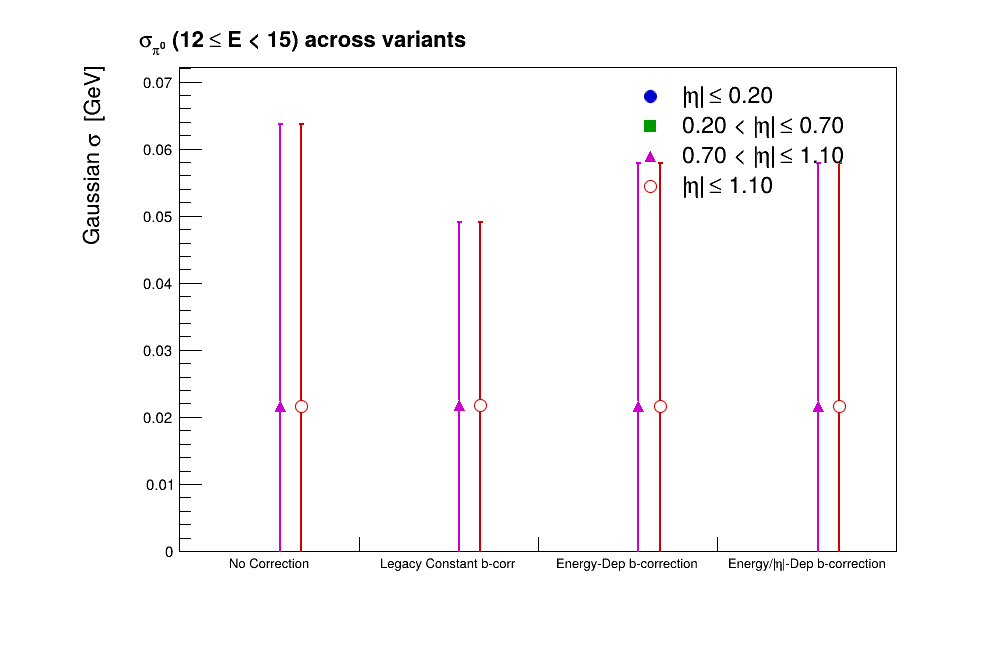 σπ⁰ (12 ≤ E < 15) across variants
Gaussian σ [GeV]
0.07
0.06
0.05
0.04
0.03
0.02
0.01
0
|η| ≤ 0.20
0.20 < |η| ≤ 0.70
0.70 < |η| ≤ 1.10
|η| ≤ 1.10
No Correction
Legacy Constant b-corr
Energy-Dep b-correction
Energy/|η|-Dep b-correction